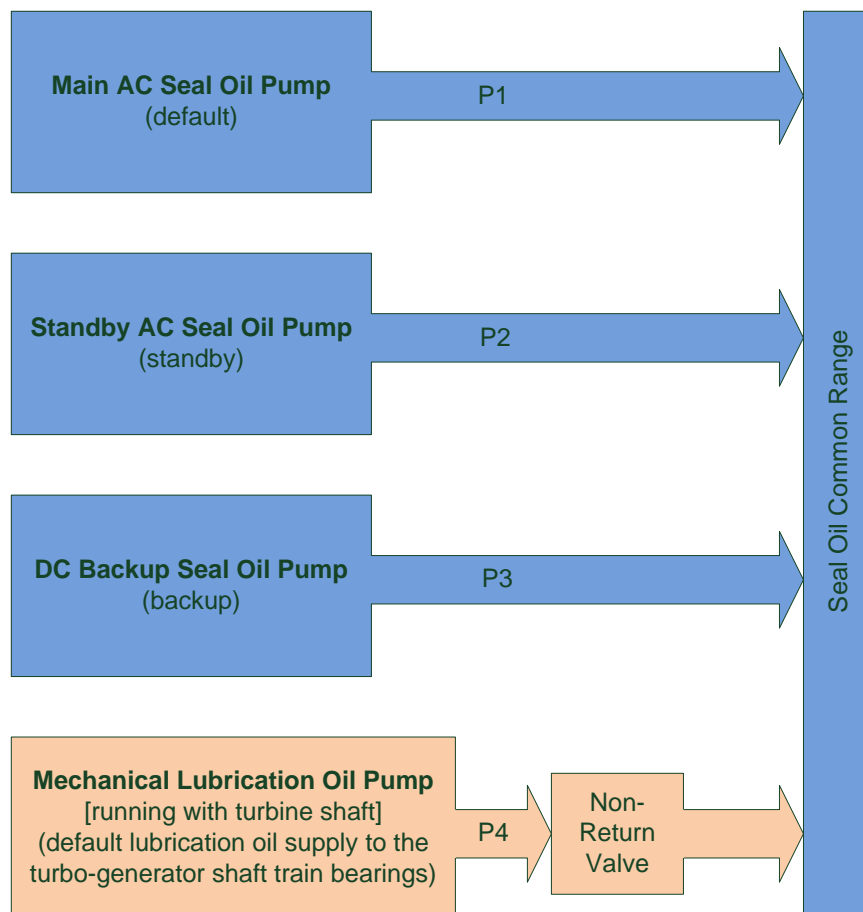 Main AC Seal Oil Pump
(default)
P1
Standby AC Seal Oil Pump
(standby)
P2
DC Backup Seal Oil Pump
(backup)
P3
Mechanical Lubrication Oil Pump
[running with turbine shaft]
(default lubrication oil supply to the
turbo-generator shaft train bearings)
P4
Non-
Return
Valve
Seal Oil Common Range